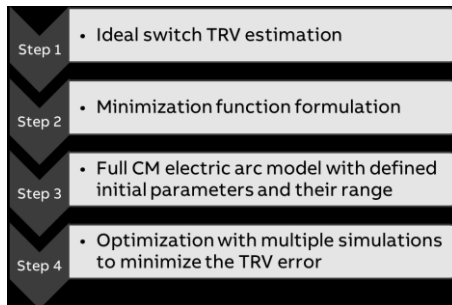 Step 1
• Ideal switch TRV estimation
Step 2
• Minimization function formulation
Step 3
• Full CM electric arc model with defined
initial parameters and their range
Step 4
• Optimization with multiple simulations
to minimize the TRV error